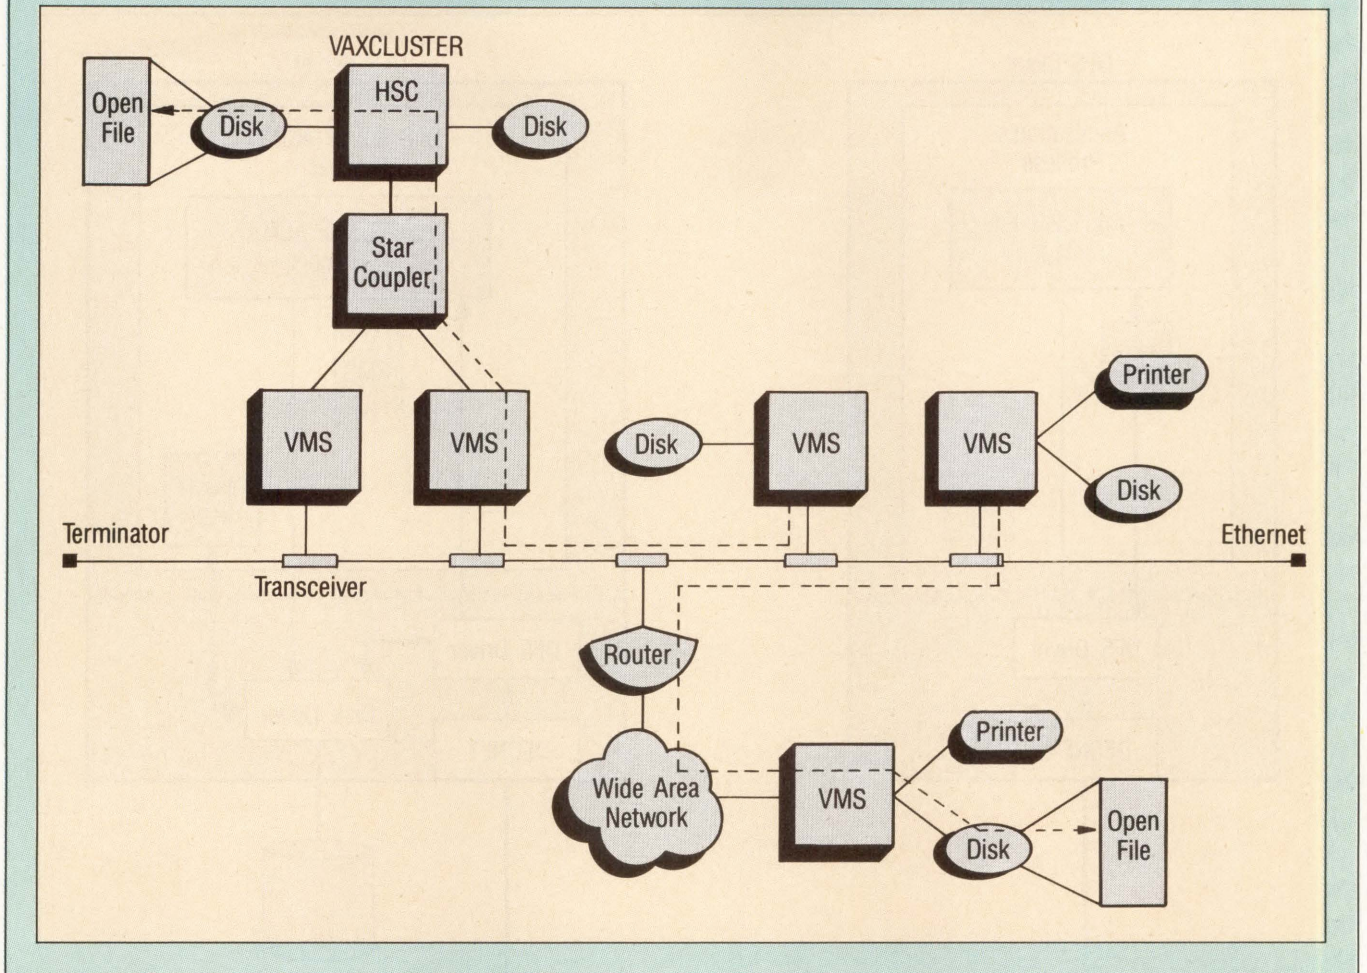 VAXCLUSTER
HSC
Open
File
Disk
Disk
Star
Coupler
Printer
VMS
VMS
Disk
VMS
VMS
Disk
Terminator
Ethernet
Transceiver
Router
Printer
Wide Area
Network
VMS
Open
File
Disk